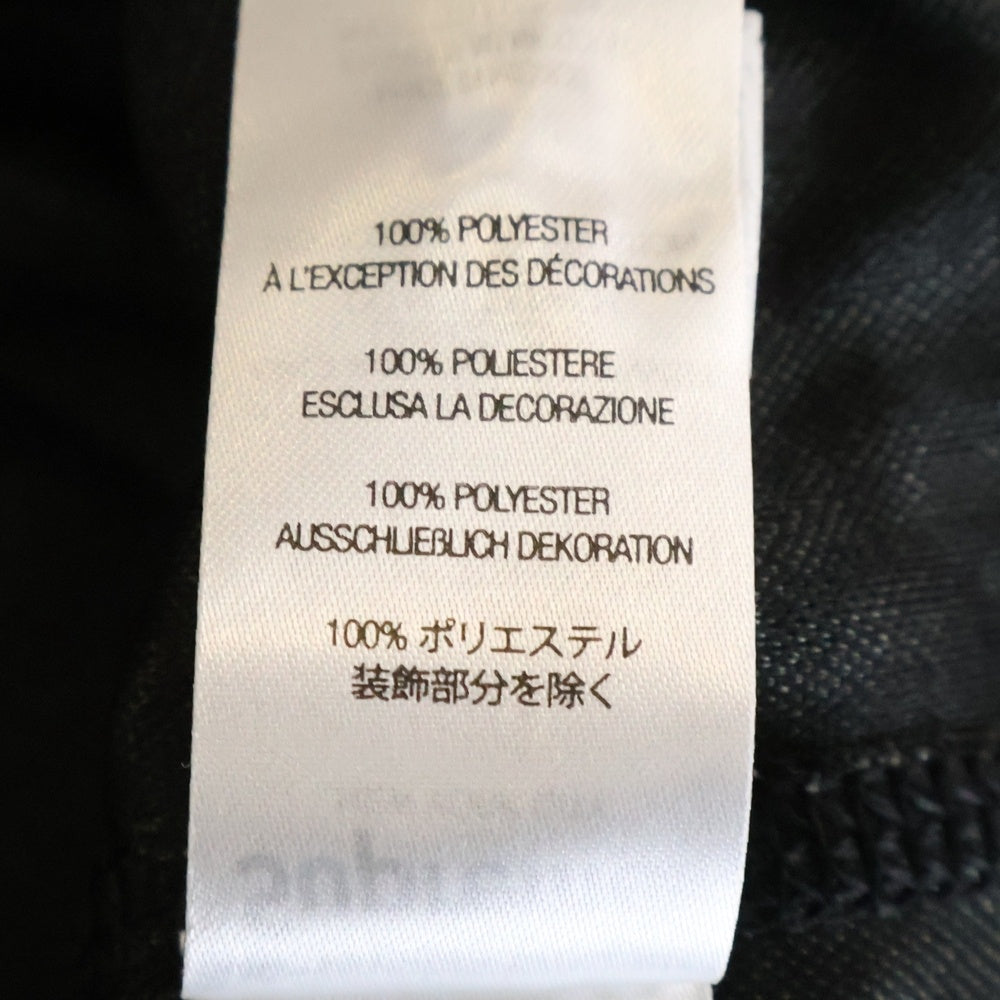 100% POLYESTER
À L'EXCEPTION DES DÉCORATIONS
100% POLIESTERE
ESCLUSA LA DECORAZIONE
100% POLYESTER
AUSSCHLIEßLICH DEKORATION
100% ポリエステル
装飾部分を除く